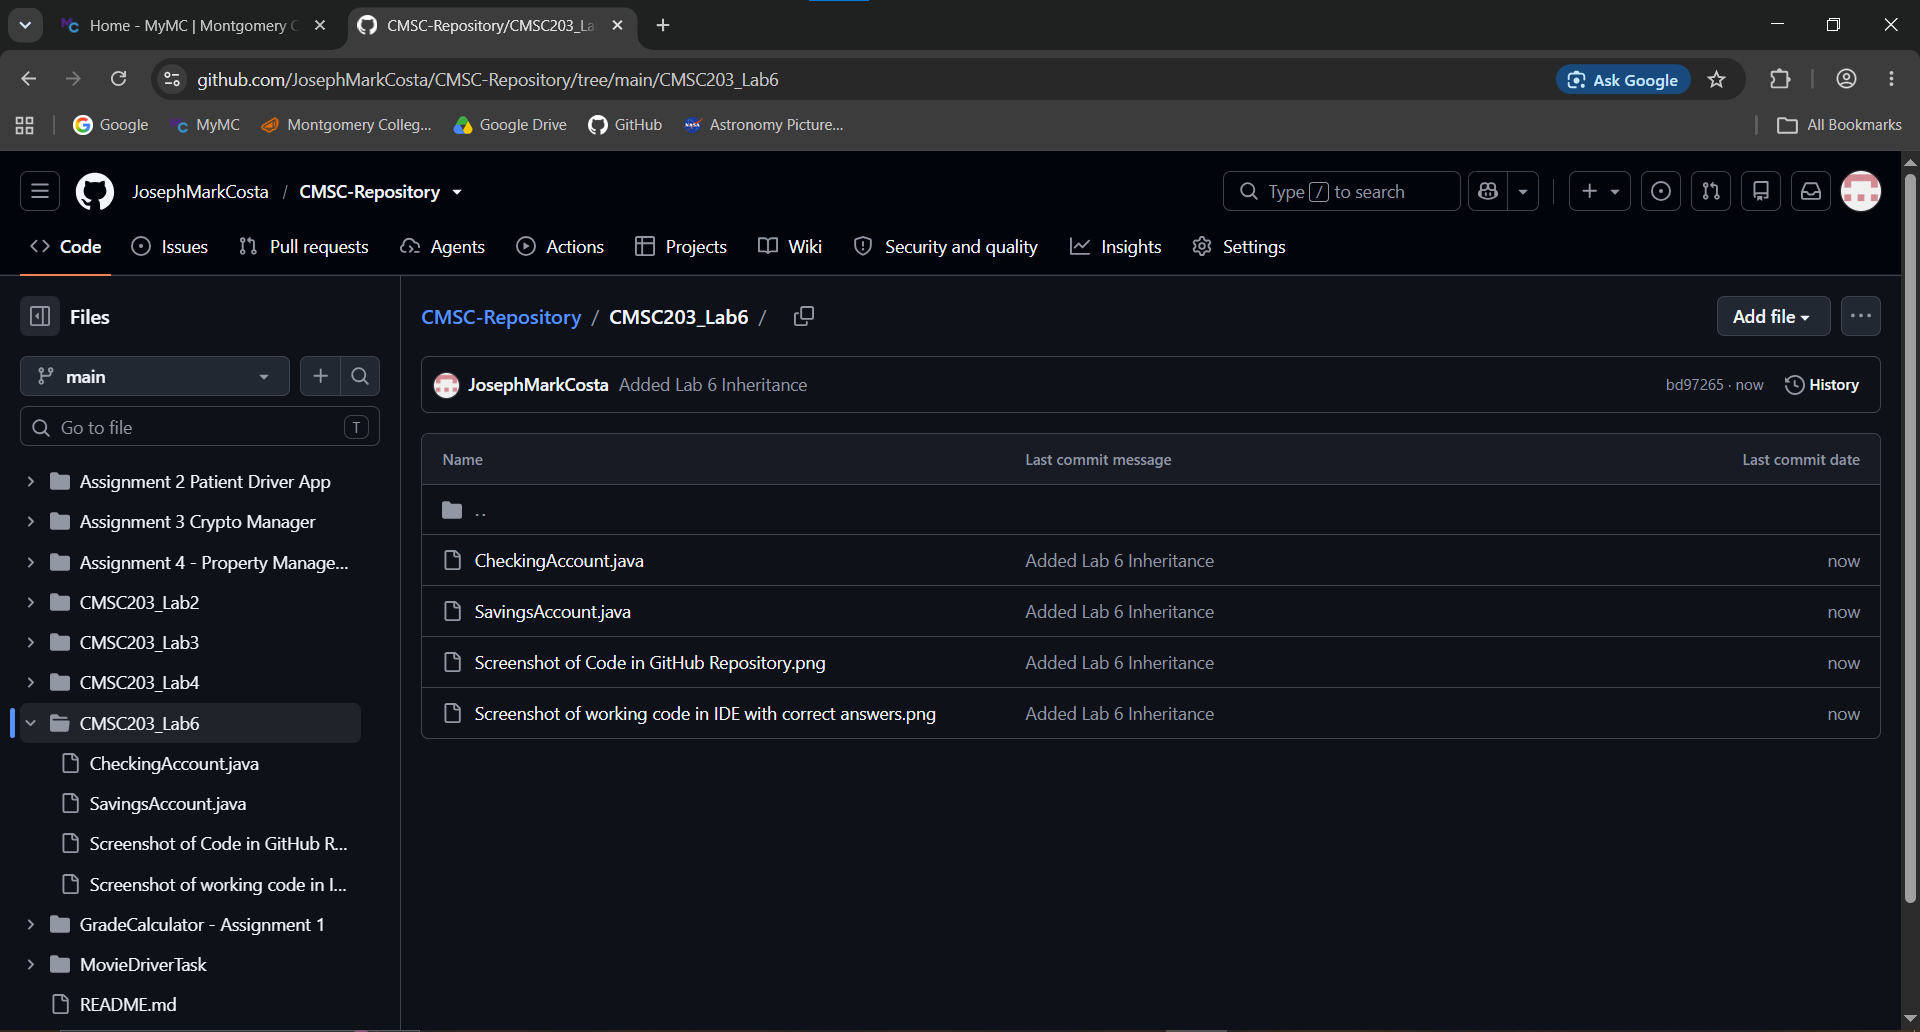 Home - MyMC | Montgomery C
CMSC-Repository/CMSC203_La
github.com/JosephMarkCosta/CMSC-Repository/tree/main/CMSC203_Lab6
Ask Google
Google
MyMC
Montgomery Colleg...
Google Drive
GitHub
Astronomy Picture...
All Bookmarks
JosephMarkCosta / CMSC-Repository
Type / to search
Code
Issues
Pull requests
Agents
Actions
Projects
Wiki
Security and quality
Insights
Settings
Files
main
Go to file
T
Assignment 2 Patient Driver App
Assignment 3 Crypto Manager
Assignment 4 - Property Manage...
CMSC203_Lab2
CMSC203_Lab3
CMSC203_Lab4
CMSC203_Lab6
CheckingAccount.java
SavingsAccount.java
Screenshot of Code in GitHub R...
Screenshot of working code in I...
GradeCalculator - Assignment 1
MovieDriverTask
README.md
CMSC-Repository / CMSC203_Lab6 /
Add file
JosephMarkCosta Added Lab 6 Inheritance
bd97265 · now
History
Name Last commit message Last commit date
..
CheckingAccount.java Added Lab 6 Inheritance now
SavingsAccount.java Added Lab 6 Inheritance now
Screenshot of Code in GitHub Repository.png Added Lab 6 Inheritance now
Screenshot of working code in IDE with correct answers.png Added Lab 6 Inheritance now